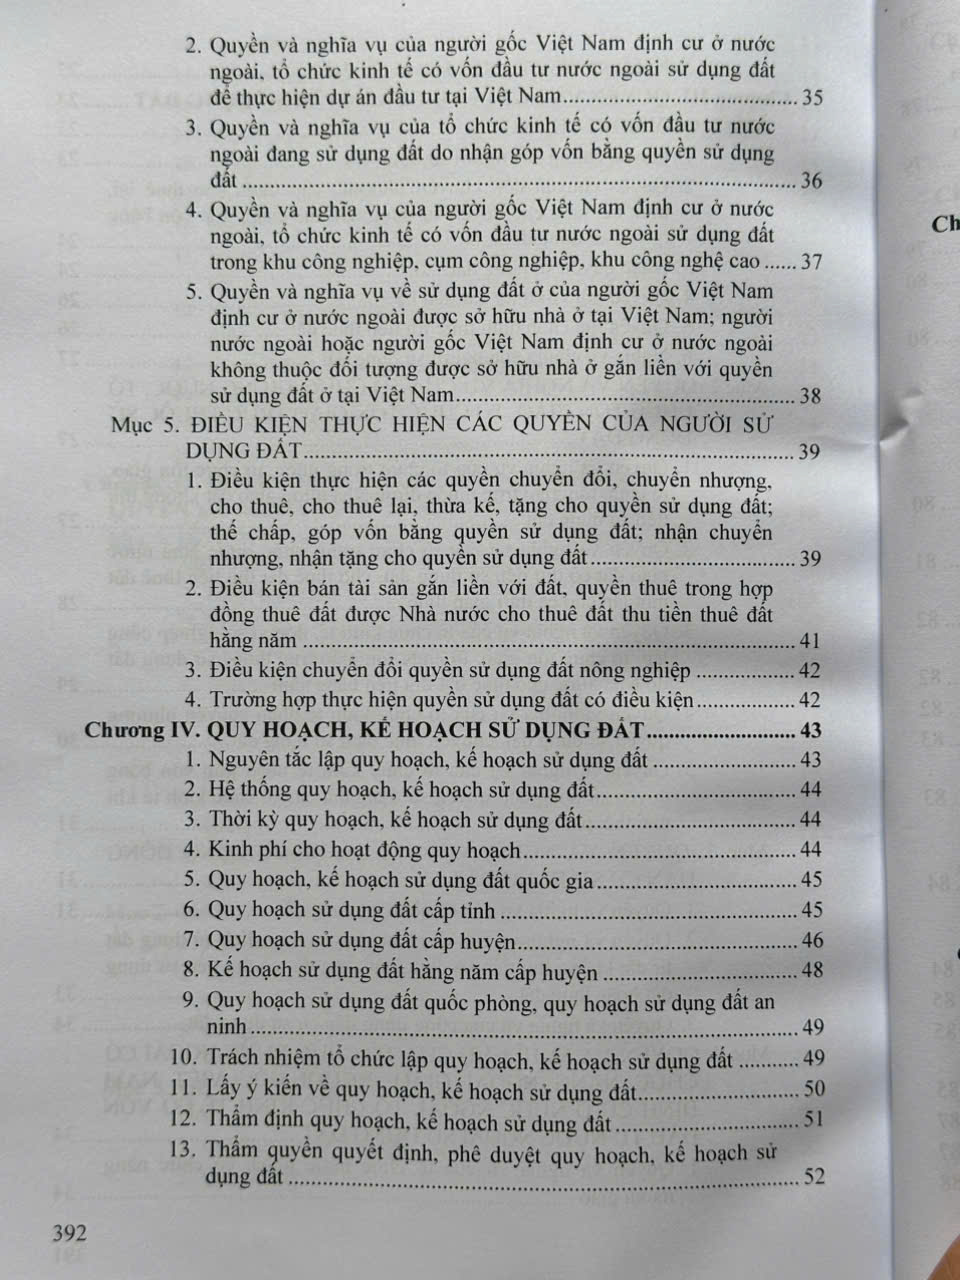 2. Quyền và nghĩa vụ của người gốc Việt Nam định cư ở nước
ngoài, tổ chức kinh tế có vốn đầu tư nước ngoài sử dụng đất
để thực hiện dự án đầu tư tại Việt Nam.......................................... 35
3. Quyền và nghĩa vụ của tổ chức kinh tế có vốn đầu tư nước
ngoài đang sử dụng đất do nhận góp vốn bằng quyền sử dụng
đất .......................................... 36
4. Quyền và nghĩa vụ của người gốc Việt Nam định cư ở nước
ngoài, tổ chức kinh tế có vốn đầu tư nước ngoài sử dụng đất
trong khu công nghiệp, cụm công nghiệp, khu công nghệ cao ...... 37
5. Quyền và nghĩa vụ về sử dụng đất ở của người gốc Việt Nam
định cư ở nước ngoài được sở hữu nhà ở tại Việt Nam; người
nước ngoài hoặc người gốc Việt Nam định cư ở nước ngoài
không thuộc đối tượng được sở hữu nhà ở gắn liền với quyền
sử dụng đất ở tại Việt Nam.......................................... 38
Mục 5. ĐIỀU KIỆN THỰC HIỆN CÁC QUYỀN CỦA NGƯỜI SỬ
DỤNG ĐẤT.......................................... 39
1. Điều kiện thực hiện các quyền chuyển đổi, chuyển nhượng,
cho thuê, cho thuê lại, thừa kế, tặng cho quyền sử dụng đất;
thế chấp, góp vốn bằng quyền sử dụng đất; nhận chuyển
nhượng, nhận tặng cho quyền sử dụng đất.......................................... 39
2. Điều kiện bán tài sản gắn liền với đất, quyền thuê trong hợp
đồng thuê đất được Nhà nước cho thuê đất thu tiền thuê đất
hằng năm .......................................... 41
3. Điều kiện chuyển đổi quyền sử dụng đất nông nghiệp .................. 42
4. Trường hợp thực hiện quyền sử dụng đất có điều kiện.................. 42
Chương IV. QUY HOẠCH, KẾ HOẠCH SỬ DỤNG ĐẤT.......................... 43
1. Nguyên tắc lập quy hoạch, kế hoạch sử dụng đất .......................... 43
2. Hệ thống quy hoạch, kế hoạch sử dụng đất.................................. 44
3. Thời kỳ quy hoạch, kế hoạch sử dụng đất.................................... 44
4. Kinh phí cho hoạt động quy hoạch.......................................... 44
5. Quy hoạch, kế hoạch sử dụng đất quốc gia.................................. 45
6. Quy hoạch sử dụng đất cấp tỉnh .......................................... 45
7. Quy hoạch sử dụng đất cấp huyện.......................................... 46
8. Kế hoạch sử dụng đất hằng năm cấp huyện .................................. 48
9. Quy hoạch sử dụng đất quốc phòng, quy hoạch sử dụng đất an
ninh .......................................... 49
10. Trách nhiệm tổ chức lập quy hoạch, kế hoạch sử dụng đất ............ 49
11. Lấy ý kiến về quy hoạch, kế hoạch sử dụng đất............................ 50
12. Thẩm định quy hoạch, kế hoạch sử dụng đất ................................ 51
13. Thẩm quyền quyết định, phê duyệt quy hoạch, kế hoạch sử
dụng đất .......................................... 52
392
Ch